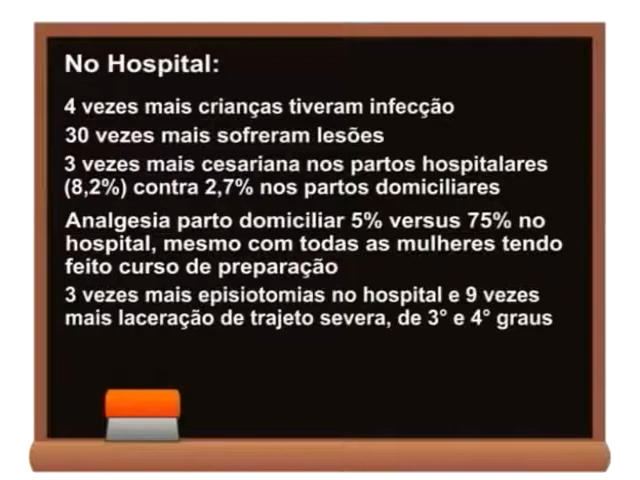 No Hospital:
4 vezes mais crianças tiveram infecção
30 vezes mais sofreram lesões
3 vezes mais cesariana nos partos hospitalares
(8,2%) contra 2,7% nos partos domiciliares
Analgesia parto domiciliar 5% versus 75% no
hospital, mesmo com todas as mulheres tendo
feito curso de preparação
3 vezes mais episiotomias no hospital e 9 vezes
mais laceração de trajeto severa, de 3° e 4° graus